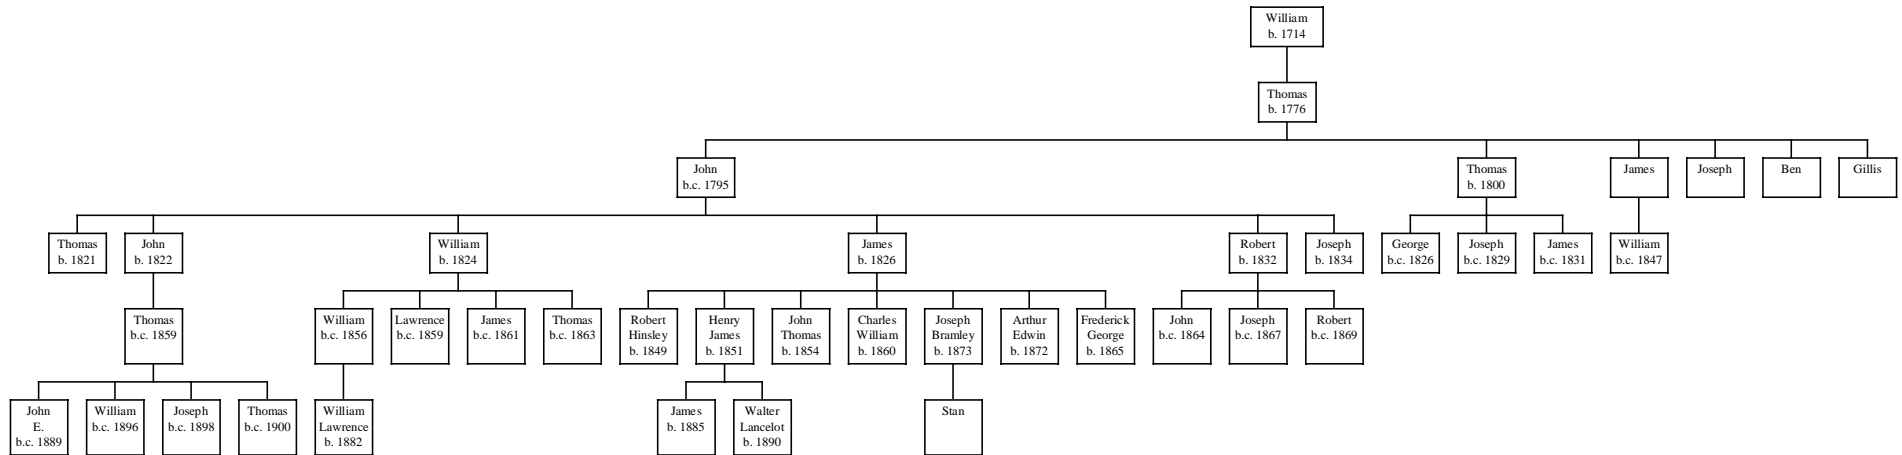 William
b. 1714
Thomas
b. 1776
John
b.c. 1795
Thomas
b. 1800
James
Joseph
Ben
Gillis
Thomas
b. 1821
John
b. 1822
William
b. 1824
James
b. 1826
Robert
b. 1832
Joseph
b. 1834
George
b.c. 1826
Joseph
b.c. 1829
James
b.c. 1831
William
b.c. 1847
Thomas
b.c. 1859
William
b.c. 1856
Lawrence
b.c. 1859
James
b.c. 1861
Thomas
b.c. 1863
Robert
Hinsley
b. 1849
Henry
James
b. 1851
John
Thomas
b. 1854
Charles
William
b. 1860
Joseph
Bramley
b. 1873
Arthur
Edwin
b. 1872
Frederick
George
b. 1865
John
b.c. 1864
Joseph
b.c. 1867
Robert
b.c. 1869
John
E.
b.c. 1889
William
b.c. 1896
Joseph
b.c. 1898
Thomas
b.c. 1900
William
Lawrence
b. 1882
James
b. 1885
Walter
Lancelot
b. 1890
Stan